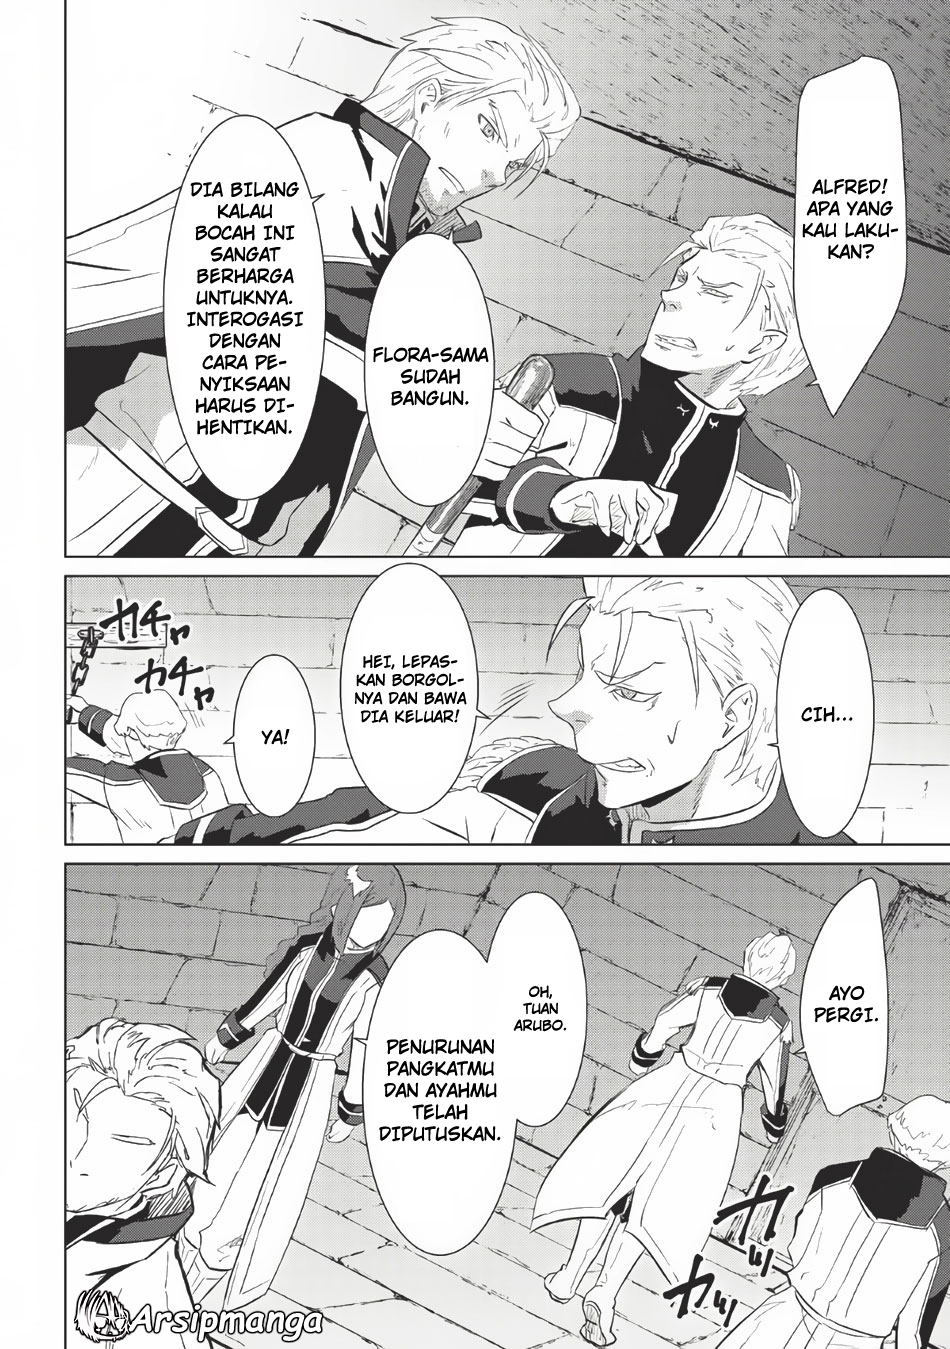 ALFRED!
APA YANG
KAU LAKU-
KAN?
FLORA-SAMA
SUDAH
BANGUN.
DIA BILANG
KALAU
BOCAH INI
SANGAT
BERHARGA
UNTUKNYA.
INTEROGASI
DENGAN
CARA PE-
NYIKSAAN
HARUS DI-
HENTIKAN.
CIH...
HEI, LEPAS-
KAN BORGOL-
NYA DAN BAWA
DIA KELUAR!
YA!
ガチャ
ガチャ
AYO
PERGI.
OH,
TUAN
ARUBO.
PENURUNAN
PANGKATMU
DAN AYAHMU
TELAH
DIPUTUSKAN.
カツ
カツ
Arsipmanga